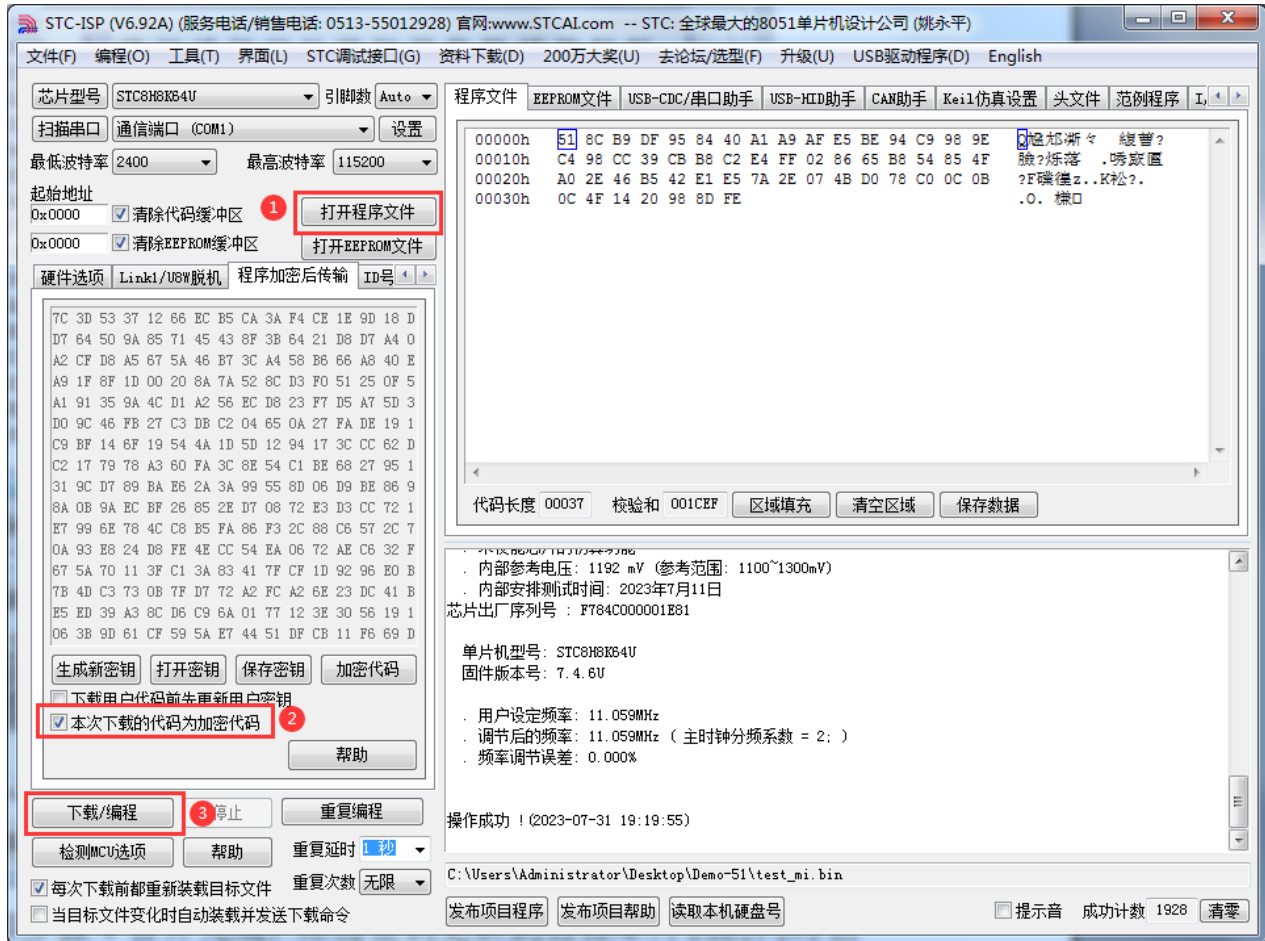 STC-ISP (V6.92A) (服务电话/销售电话: 0513-55012928) 官网:www.STCAI.com -- STC: 全球最大的8051单片机设计公司 (姚永平)
文件(F) 编程(O) 工具(T) 界面(L) STC调试接口(G) 资料下载(D) 200万大奖(U) 去论坛/选型(F) 升级(U) USB驱动程序(D) English
芯片型号 STC8H8K64U 引脚数 Auto
扫描串口 通信端口 (COM1) 设置
最低波特率 2400 最高波特率 115200
起始地址
0x0000 清除代码缓冲区 1 打开程序文件
0x0000 清除EEPROM缓冲区 打开EEPROM文件
硬件选项 Link1/U8W脱机 程序加密后传输 ID号
7C 3D 53 37 12 66 EC B5 CA 3A F4 CE 1E 9D 18 D
D7 64 50 9A 85 71 45 43 8F 3B 64 21 D8 D7 A4 0
A2 CF D8 A5 67 5A 46 B7 3C A4 58 B6 66 A8 40 E
A9 1F 8F 1D 00 20 8A 7A 52 8C D3 F0 51 25 0F 5
A1 91 35 9A 4C D1 A2 56 EC D8 23 F7 D5 A7 5D 3
D0 9C 46 FB 27 C3 DB C2 04 65 0A 27 FA DE 19 1
C9 BF 14 6F 19 54 4A 1D 5D 12 94 17 3C CC 62 D
C2 17 79 78 A3 60 FA 3C 8E 54 C1 BE 68 27 95 1
31 9C D7 89 BA E6 2A 3A 99 55 8D 06 D9 BE 86 9
8A 0B 9A EC BF 26 85 2E D7 08 72 E3 D3 CC 72 1
E7 99 6E 78 4C C8 B5 FA 86 F3 2C 88 C6 57 2C 7
0A 93 E8 24 D8 FE 4E CC 54 EA 06 72 AE C6 32 F
67 5A 70 11 3F C1 3A 83 41 7F CF 1D 92 96 E0 B
7B 4D C3 73 0B 7F D7 72 A2 FC A2 6E 23 DC 41 B
E5 ED 39 A3 8C D6 C9 6A 01 77 12 3E 30 56 19 1
06 3B 9D 61 CF 59 5A E7 44 51 DF CB 11 F6 69 D
生成新密钥 打开密钥 保存密钥 加密代码
下载用户代码前先更新用户密钥
本次下载的代码为加密代码 2
帮助
下载/编程 3 停止 重复编程
检测MCU选项 帮助 重复延时 1 秒
每次下载前都重新装载目标文件 重复次数 无限
当目标文件变化时自动装载并发送下载命令
程序文件 EEPROM文件 USB-CDC/串口助手 USB-HID助手 CAN助手 Keil仿真设置 头文件 范例程序 I,
00000h 51 8C B9 DF 95 84 40 A1 A9 AF E5 BE 94 C9 98 9E
00010h C4 98 CC 39 CB B8 C2 E4 FF 02 86 65 B8 54 85 4F
00020h A0 2E 46 B5 42 E1 E5 7A 2E 07 4B D0 78 C0 0C 0B
00030h 0C 4F 14 20 98 8D FE
代码长度 00037 校验和 001CEF 区域填充 清空区域 保存数据
. 内部参考电压: 1192 mV (参考范围: 1100~1300mV)
. 内部安排测试时间: 2023年7月11日
芯片出厂序列号 : F784C000001E81
单片机型号: STC8H8K64U
固件版本号: 7.4.6U
. 用户设定频率: 11.059MHz
. 调节后的频率: 11.059MHz ( 主时钟分频系数 = 2; )
. 频率调节误差: 0.000%
操作成功 !(2023-07-31 19:19:55)
C:\Users\Administrator\Desktop\Demo-51\test_mi.bin
发布项目程序 发布项目帮助 读取本机硬盘号 提示音 成功计数 1928 清零